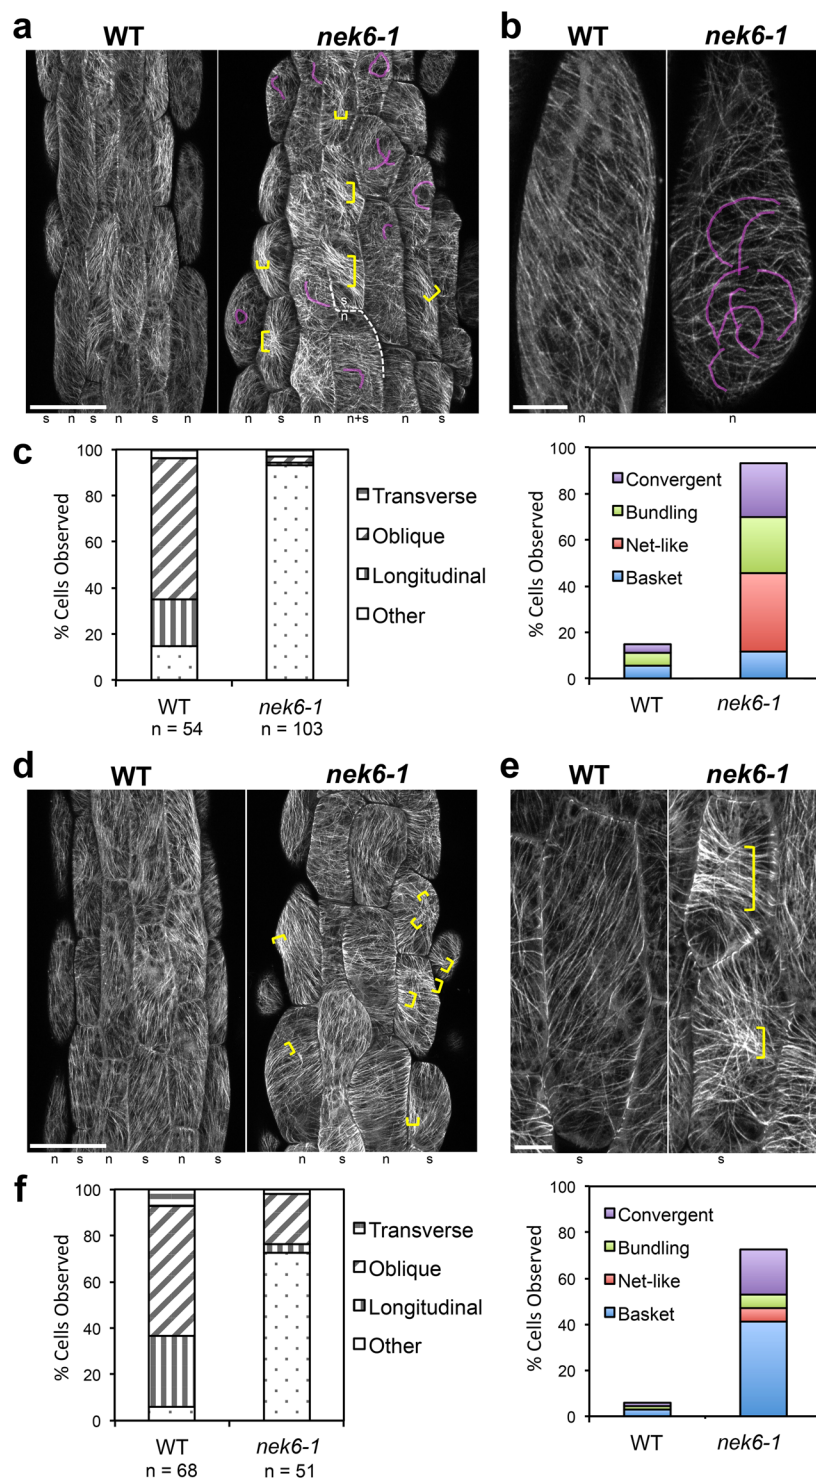 a
WT
nek6-1
s
n
s n s n s n
n s n n+s n s
b
WT
nek6-1
n n
c
% Cells Observed
100
80
60
40
20
0
WT
n = 54
nek6-1
n = 103
Transverse
Oblique
Longitudinal
Other
% Cells Observed
100
80
60
40
20
0
Convergent
Bundling
Net-like
Basket
WT
nek6-1
d
WT
nek6-1
n s n s n s
n s n s
e
WT
nek6-1
s s
f
% Cells Observed
100
80
60
40
20
0
WT
n = 68
nek6-1
n = 51
Transverse
Oblique
Longitudinal
Other
% Cells Observed
100
80
60
40
20
0
Convergent
Bundling
Net-like
Basket
WT
nek6-1